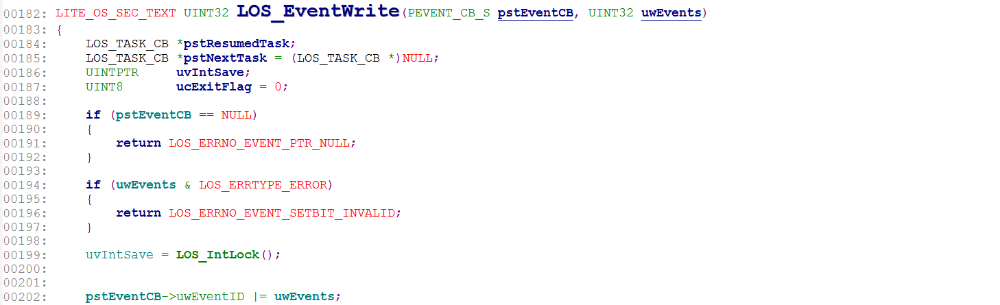 00182: LITE_OS_SEC_TEXT UINT32 LOS_EventWrite(PEVENT_CB_S pstEventCB, UINT32 uwEvents)
00183: {
00184:     LOS_TASK_CB *pstResumedTask;
00185:     LOS_TASK_CB *pstNextTask = (LOS_TASK_CB *)NULL;
00186:     UINTPTR     uvIntSave;
00187:     UINT8       ucExitFlag = 0;
00188:
00189:     if (pstEventCB == NULL)
00190:     {
00191:         return LOS_ERRNO_EVENT_PTR_NULL;
00192:     }
00193:
00194:     if (uwEvents & LOS_ERRTYPE_ERROR)
00195:     {
00196:         return LOS_ERRNO_EVENT_SETBIT_INVALID;
00197:     }
00198:
00199:     uvIntSave = LOS_IntLock();
00200:
00201:
00202:     pstEventCB->uwEventID |= uwEvents;